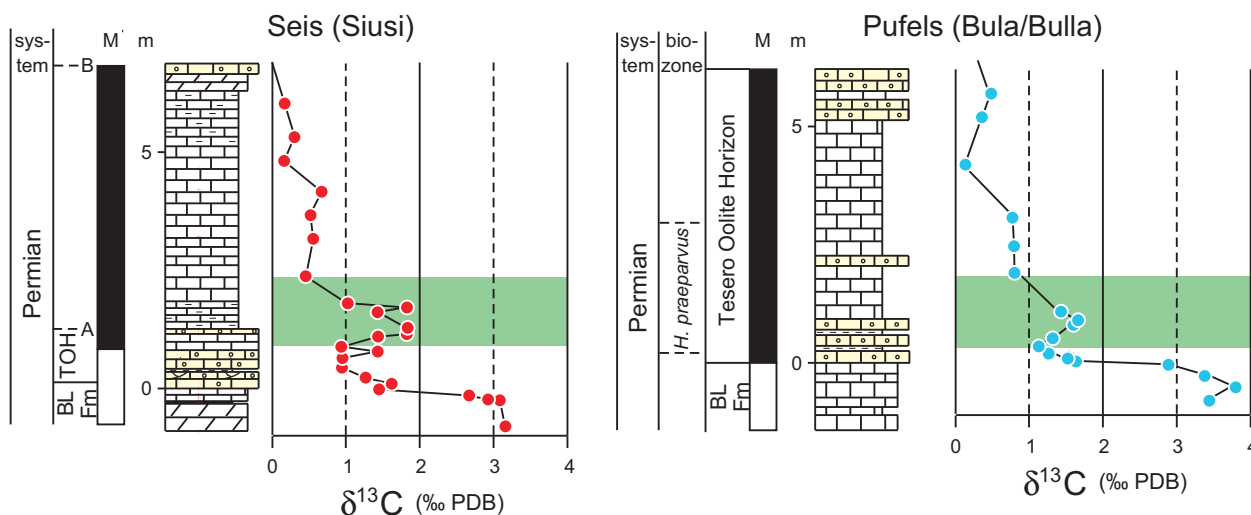 Seis (Siusi)
sys-
tem
M
m
B
5
Permian
A
TOH
0
BL
Fm
0 1 2 3 4
δ13C (‰ PDB)
Pufels (Bula/Bulla)
sys-
tem
bio-
zone
M
m
5
Permian
H. praeparvus
Tesero Oolite Horizon
0
BL
Fm
0 1 2 3 4
δ13C (‰ PDB)